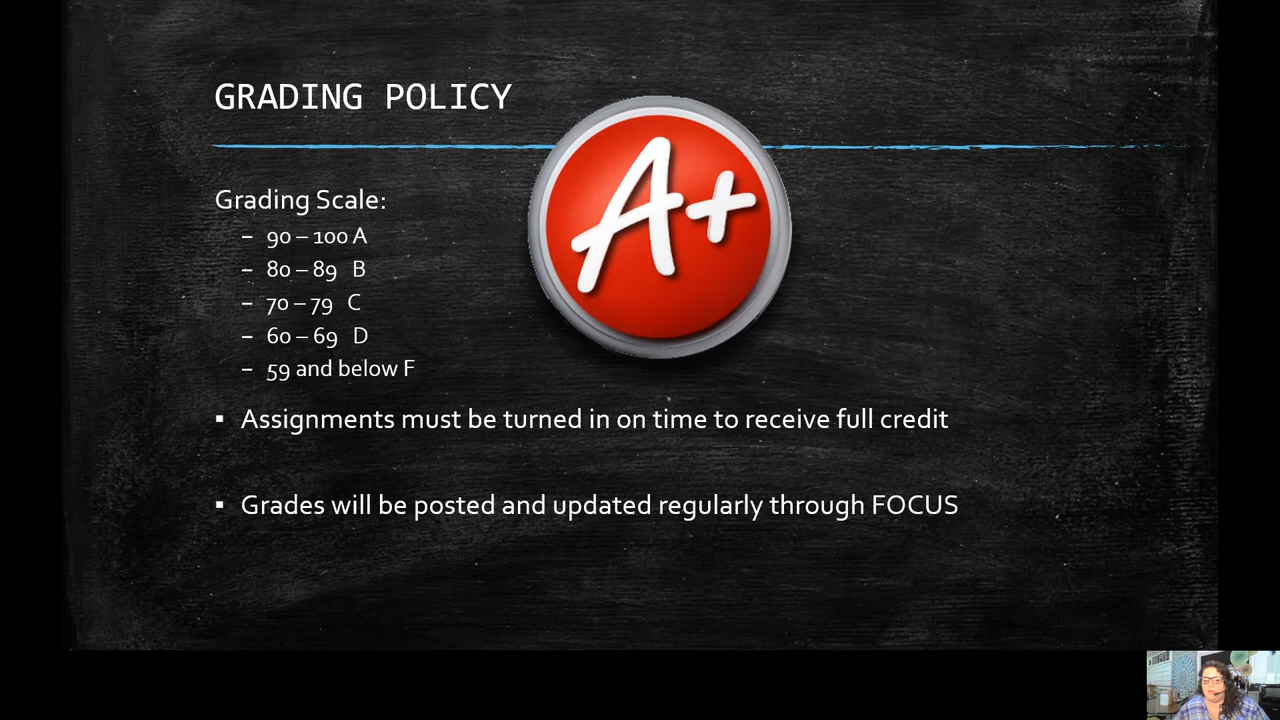 GRADING POLICY
A+
Grading Scale:
– 90 – 100 A
– 80 – 89 B
– 70 – 79 C
– 60 – 69 D
– 59 and below F
▪ Assignments must be turned in on time to receive full credit
▪ Grades will be posted and updated regularly through FOCUS